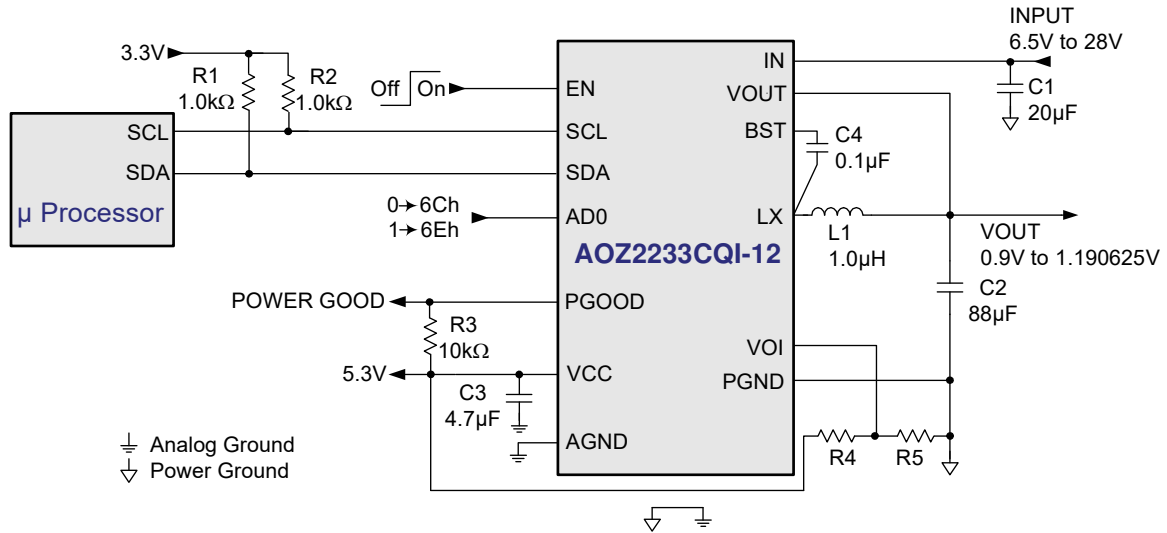 INPUT
6.5V to 28V
3.3V
R1
1.0kΩ
R2
1.0kΩ
Off
On
EN
IN
C1
20µF
VOUT
SCL
SCL
BST
C4
0.1µF
SDA
SDA
µ Processor
0→6Ch
1→6Eh
AD0
LX
L1
1.0µH
AOZ2233CQI-12
VOUT
0.9V to 1.190625V
C2
88µF
POWER GOOD
PGOOD
R3
10kΩ
VOI
5.3V
VCC
PGND
C3
4.7µF
AGND
R4
R5
Analog Ground
Power Ground